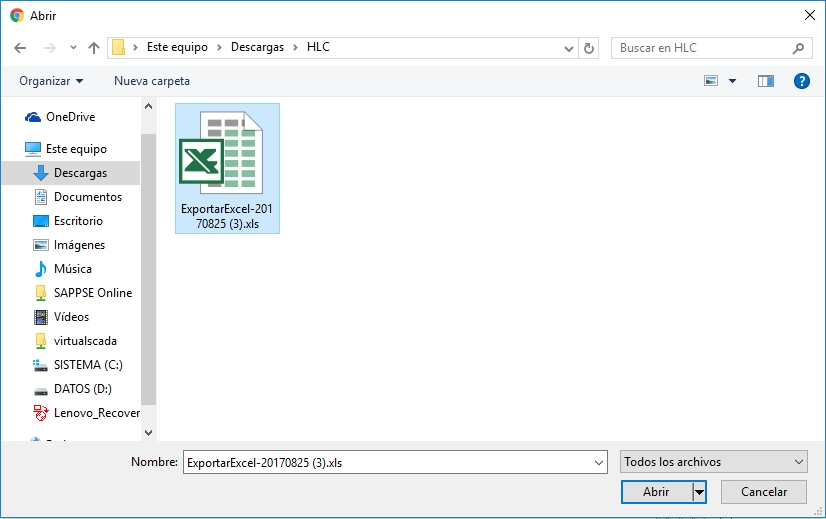 Abrir
Este equipo > Descargas > HLC
Buscar en HLC
Organizar
Nueva carpeta
?
OneDrive
Este equipo
Descargas
Documentos
Escritorio
Imágenes
Música
SAPPSE Online
Vídeos
virtualscada
SISTEMA (C:)
DATOS (D:)
Lenovo_Recover
ExportarExcel-201
70825 (3).xls
Nombre:
ExportarExcel-20170825 (3).xls
Todos los archivos
Abrir
Cancelar